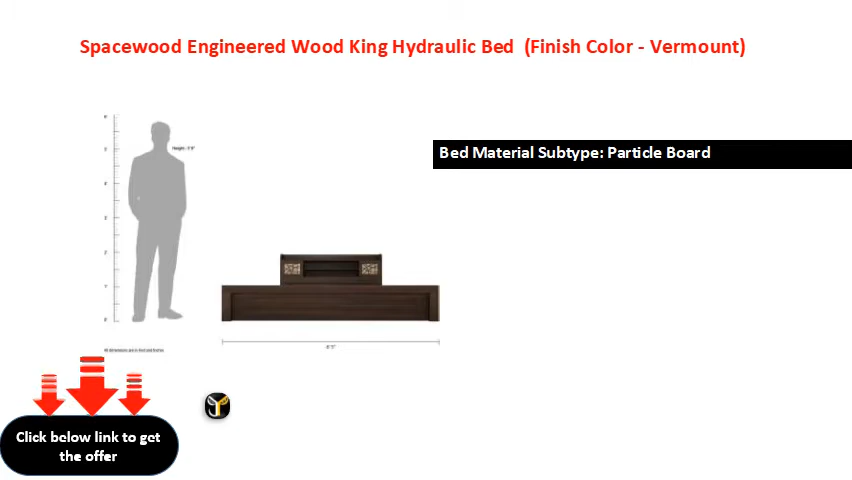 Spacewood Engineered Wood King Hydraulic Bed (Finish Color - Vermount)
Bed Material Subtype: Particle Board
Click below link to get
the offer